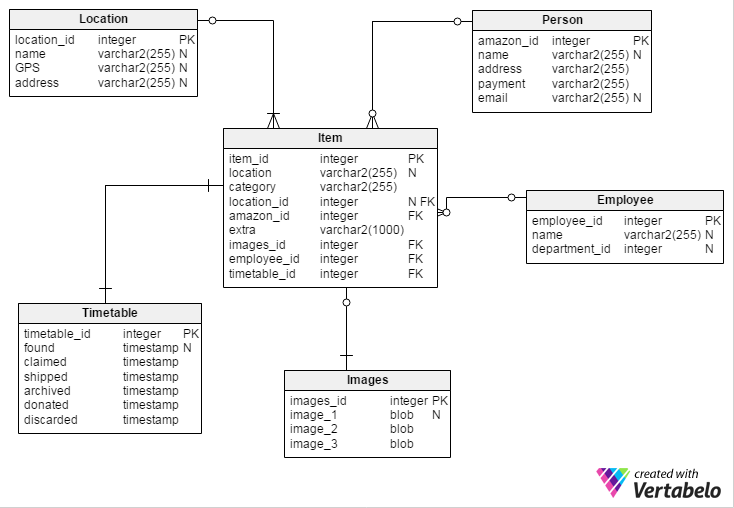 Location
location_id integer PK
name varchar2(255) N
GPS varchar2(255) N
address varchar2(255) N
Person
amazon_id integer PK
name varchar2(255) N
address varchar2(255)
payment varchar2(255)
email varchar2(255) N
Item
item_id integer PK
location varchar2(255) N
category varchar2(255)
location_id integer N FK
amazon_id integer FK
extra varchar2(1000)
images_id integer FK
employee_id integer FK
timetable_id integer FK
Employee
employee_id integer PK
name varchar2(255) N
department_id integer N
Timetable
timetable_id integer PK
found timestamp N
claimed timestamp
shipped timestamp
archived timestamp
donated timestamp
discarded timestamp
Images
images_id integer PK
image_1 blob N
image_2 blob
image_3 blob
created with
Vertabelo